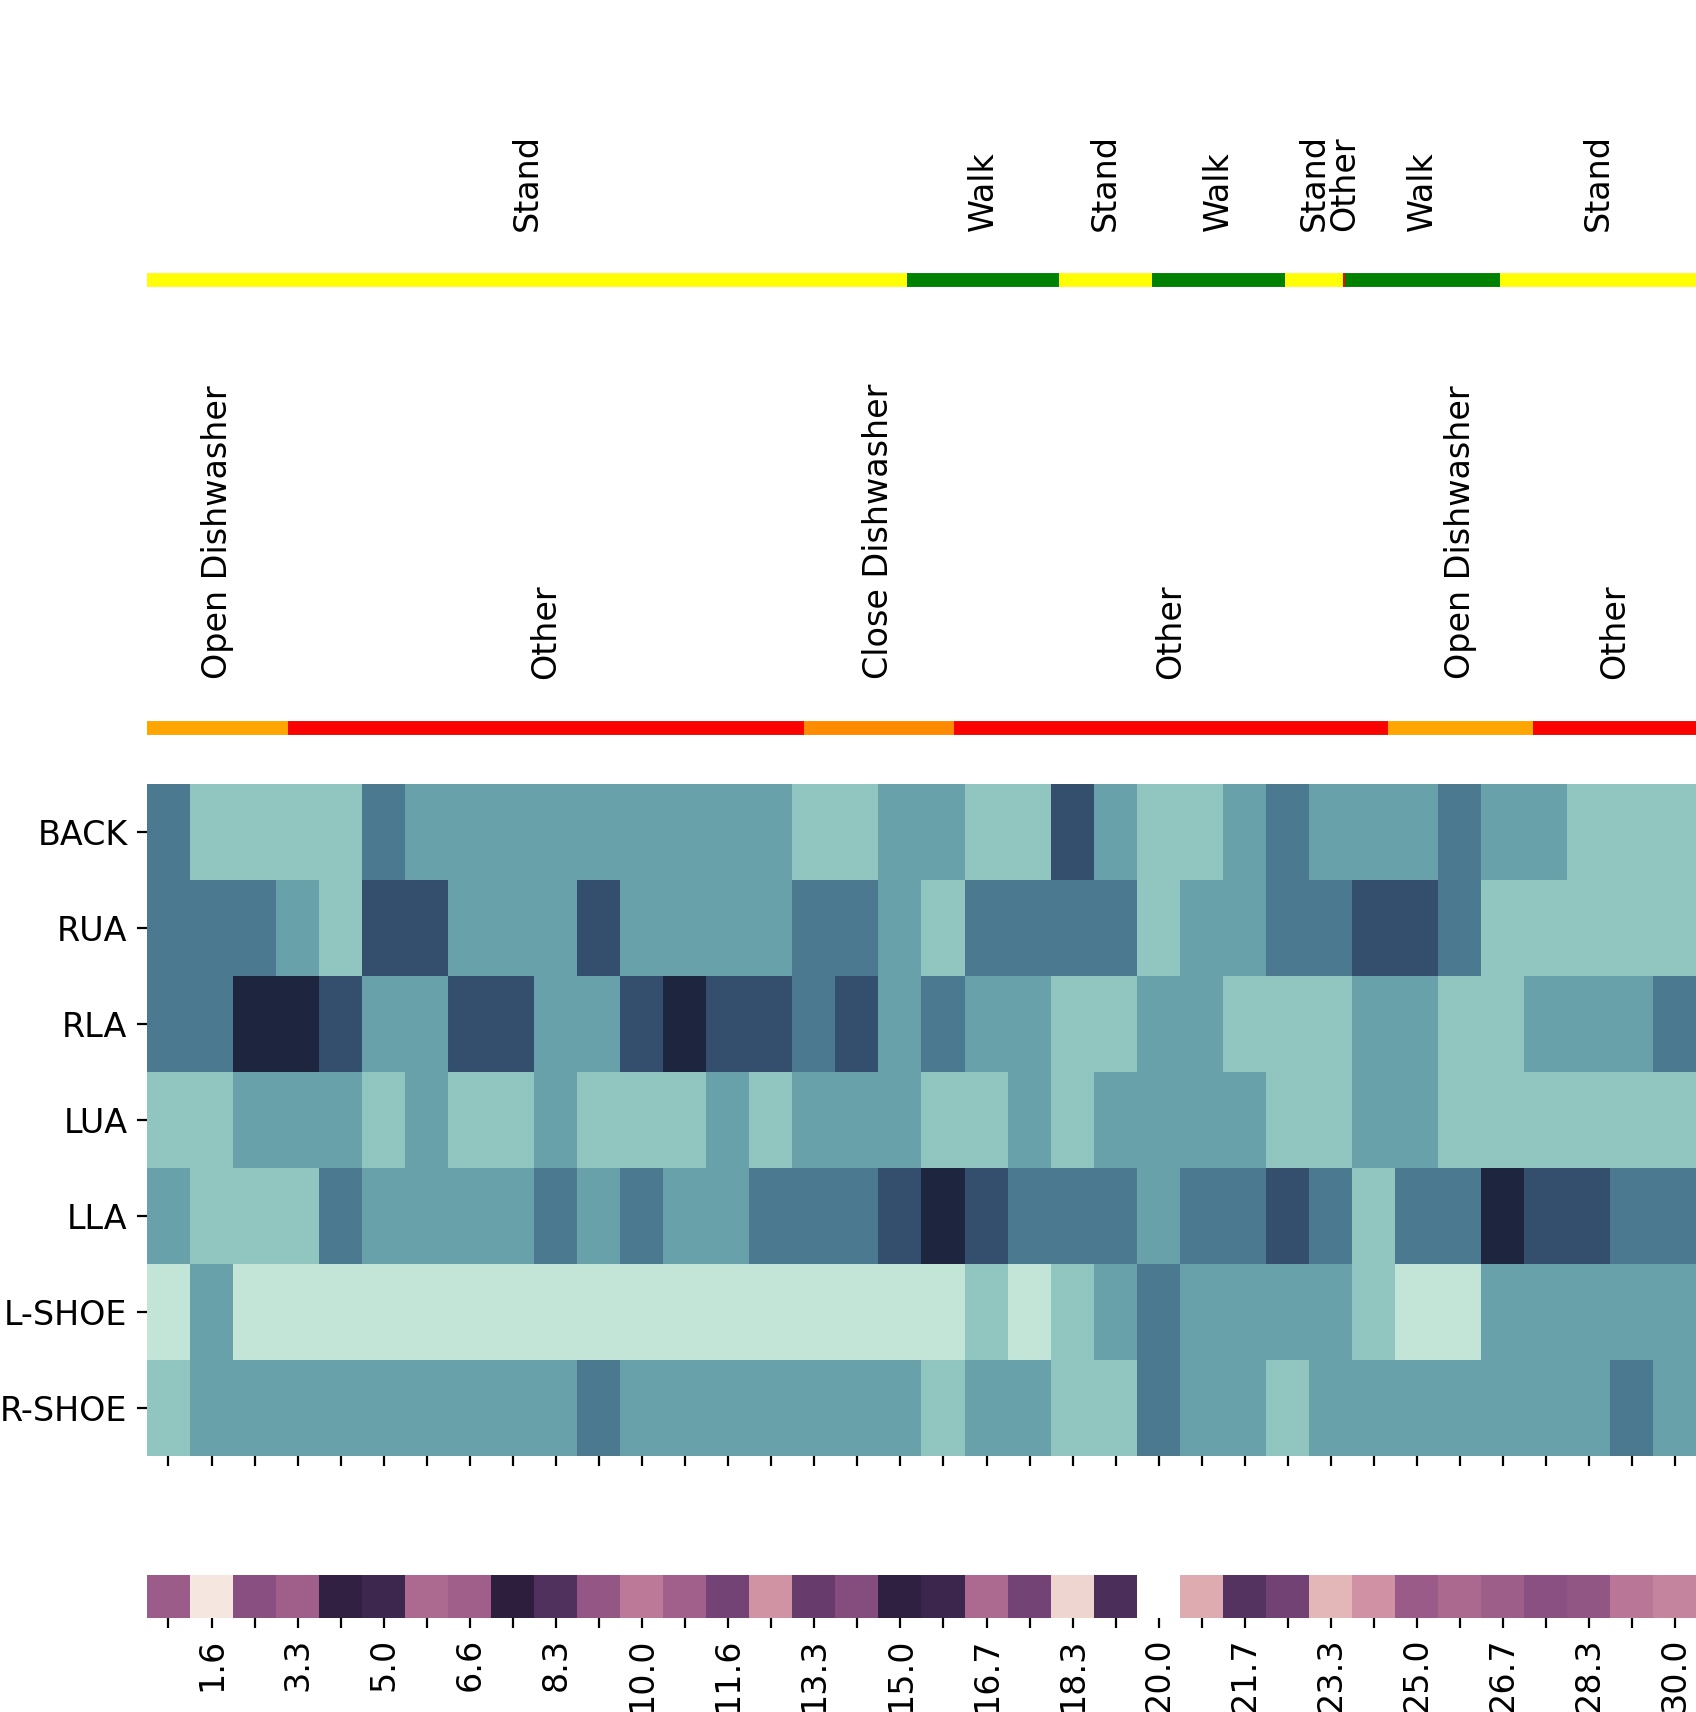 Stand
Walk
Stand
Walk
Stand
Other
Walk
Stand
Open Dishwasher
Other
Close Dishwasher
Other
Open Dishwasher
Other
BACK
RUA
RLA
LUA
LLA
L-SHOE
R-SHOE
1.6
3.3
5.0
6.6
8.3
10.0
11.6
13.3
15.0
16.7
18.3
20.0
21.7
23.3
25.0
26.7
28.3
30.0